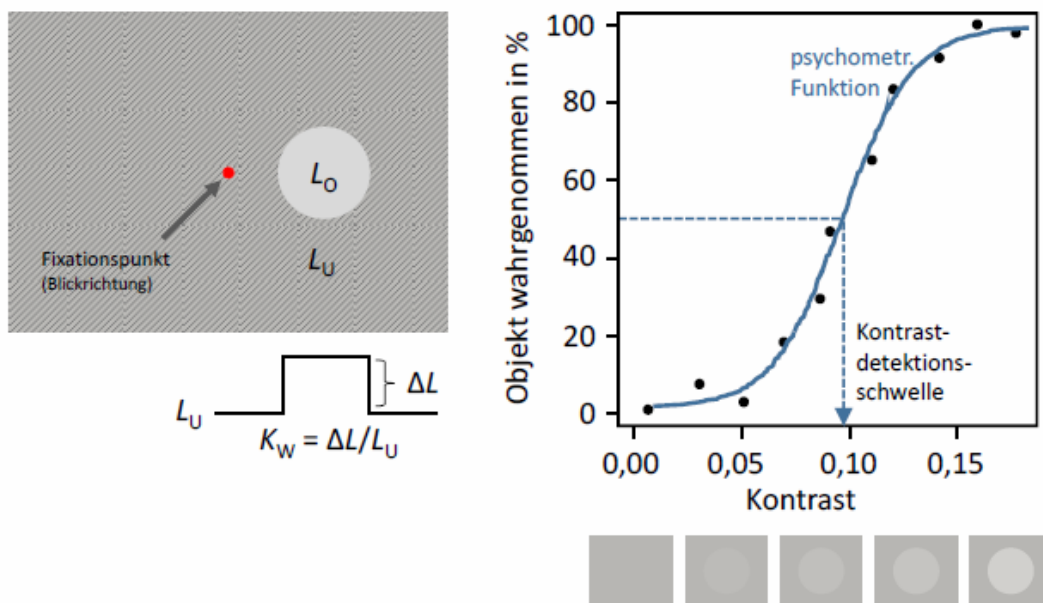 L_O
Fixationspunkt
(Blickrichtung)
L_U
ΔL
L_U
K_W = ΔL/L_U
Objekt wahrgenommen in %
100
80
60
40
20
0
psychometr.
Funktion
Kontrast-
detektions-
schwelle
0,00 0,05 0,10 0,15
Kontrast